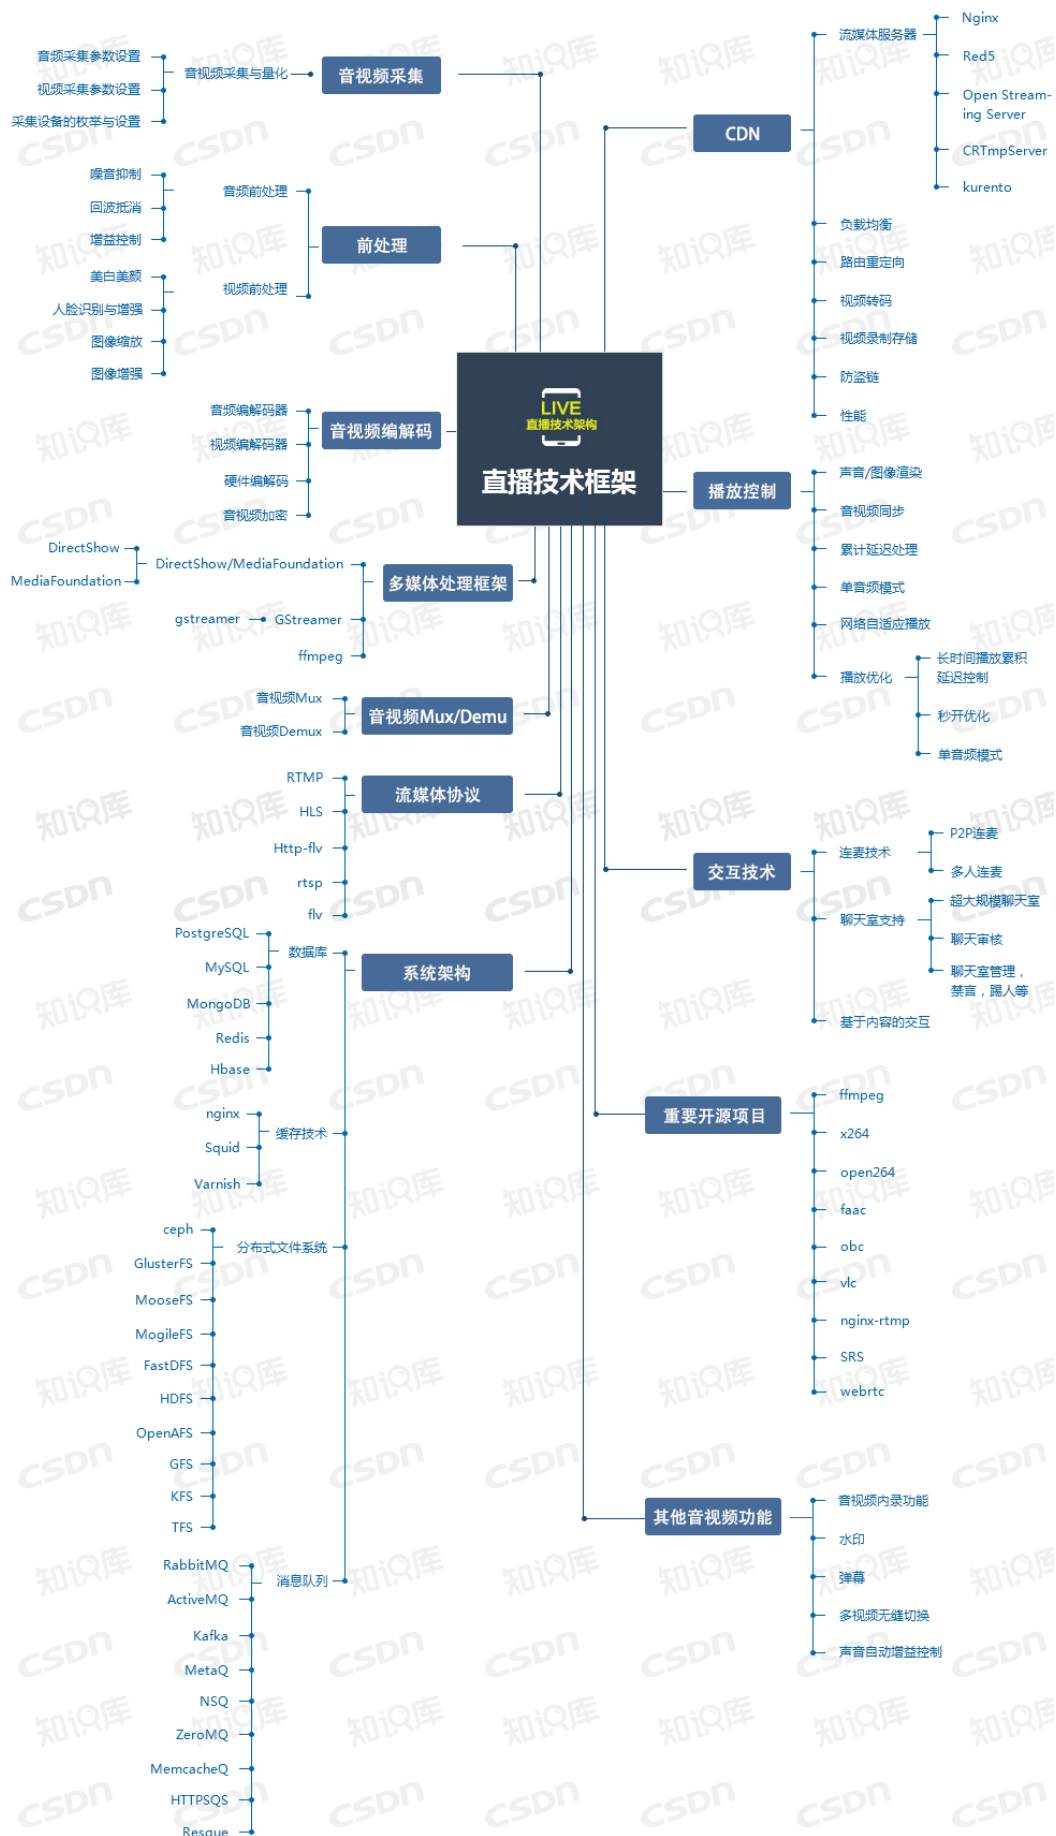 LIVE
直播技术架构
直播技术框架
音视频采集
音视频采集与量化
音频采集参数设置
视频采集参数设置
采集设备的枚举与设置
前处理
音频前处理
噪音抑制
回波抵消
增益控制
视频前处理
美白美颜
人脸识别与增强
图像缩放
图像增强
音视频编解码
音频编解码器
视频编解码器
硬件编解码
音视频加密
多媒体处理框架
DirectShow/MediaFoundation
DirectShow
MediaFoundation
GStreamer
gstreamer
ffmpeg
音视频Mux/Demu
音视频Mux
音视频Demux
流媒体协议
RTMP
HLS
Http-flv
rtsp
flv
系统架构
数据库
PostgreSQL
MySQL
MongoDB
Redis
Hbase
缓存技术
nginx
Squid
Varnish
分布式文件系统
ceph
GlusterFS
MooseFS
MogileFS
FastDFS
HDFS
OpenAFS
GFS
KFS
TFS
消息队列
RabbitMQ
ActiveMQ
Kafka
MetaQ
NSQ
ZeroMQ
MemcacheQ
HTTPSQS
Resque
CDN
流媒体服务器
Nginx
Red5
Open Stream-
ing Server
CRTmpServer
kurento
负载均衡
路由重定向
视频转码
视频录制存储
防盗链
性能
播放控制
声音/图像渲染
音视频同步
累计延迟处理
单音频模式
网络自适应播放
播放优化
长时间播放累积
延迟控制
秒开优化
单音频模式
交互技术
连麦技术
P2P连麦
多人连麦
聊天室支持
超大规模聊天室
聊天审核
聊天室管理，
禁言，踢人等
基于内容的交互
重要开源项目
ffmpeg
x264
open264
faac
obc
vlc
nginx-rtmp
SRS
webrtc
其他音视频功能
音视频内录功能
水印
弹幕
多视频无缝切换
声音自动增益控制
CSDN
知识库